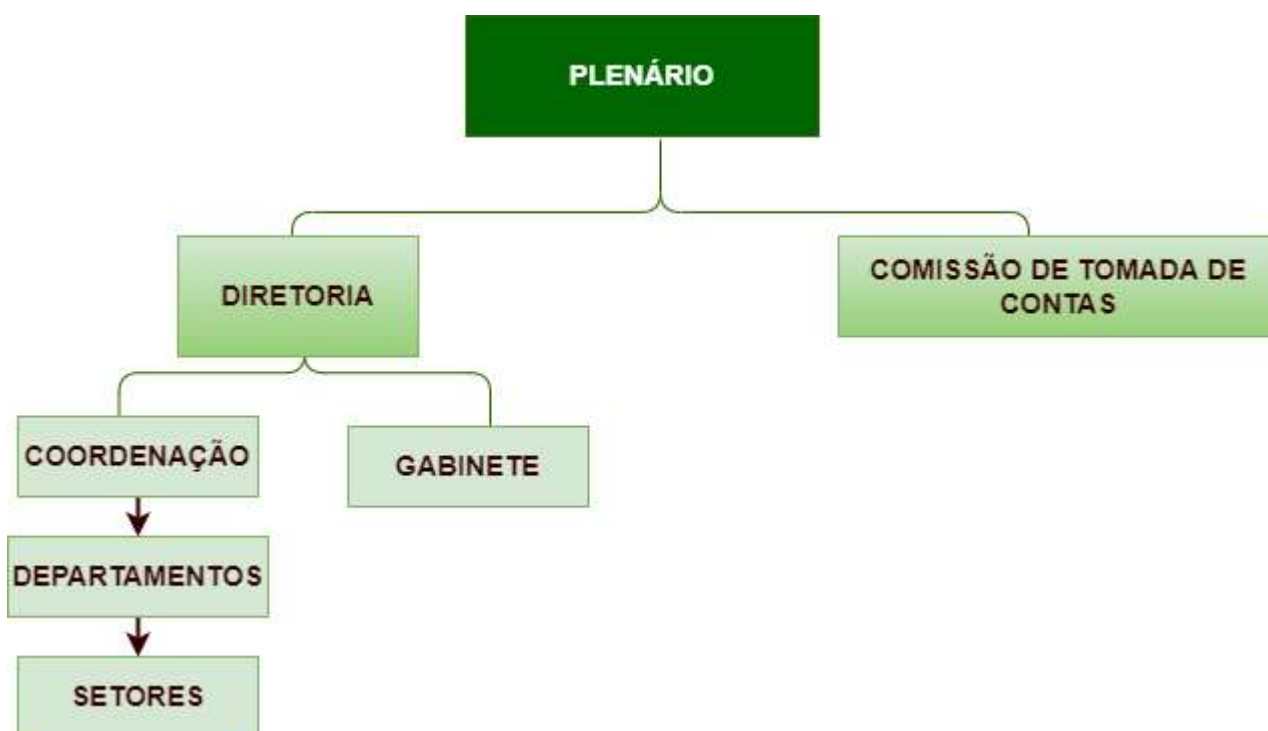 PLENÁRIO
DIRETORIA
COMISSÃO DE TOMADA DE
CONTAS
COORDENAÇÃO
GABINETE
DEPARTAMENTOS
SETORES